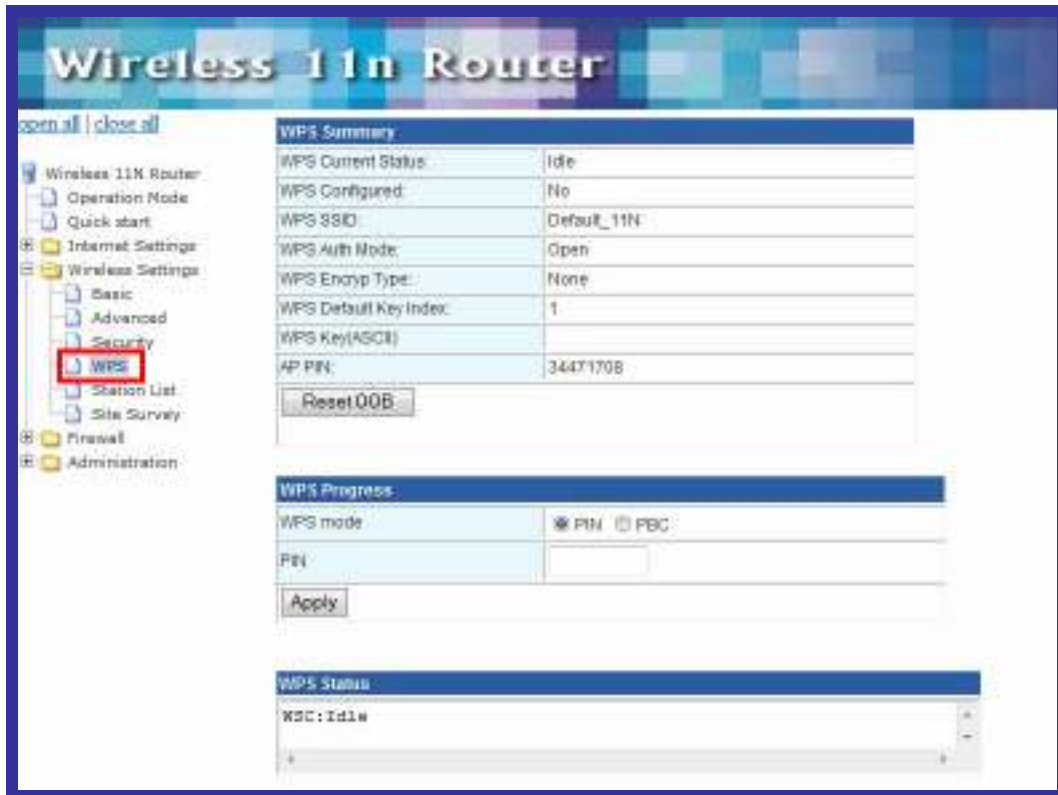 Wireless 11n Router
open all | close all
Wireless 11N Router
Operation Mode
Quick start
Internet Settings
Wireless Settings
Basic
Advanced
Security
WPS
Station List
Site Survey
Firewall
Administration
WPS Summary
WPS Current Status: Idle
WPS Configured: No
WPS SSID: Default_11N
WPS Auth Mode: Open
WPS Encryp Type: None
WPS Default Key Index: 1
WPS Key(ASCII)
AP PIN: 34471708
Reset OOB
WPS Progress
WPS mode PIN PBC
PIN
Apply
WPS Status
WSC:Idle